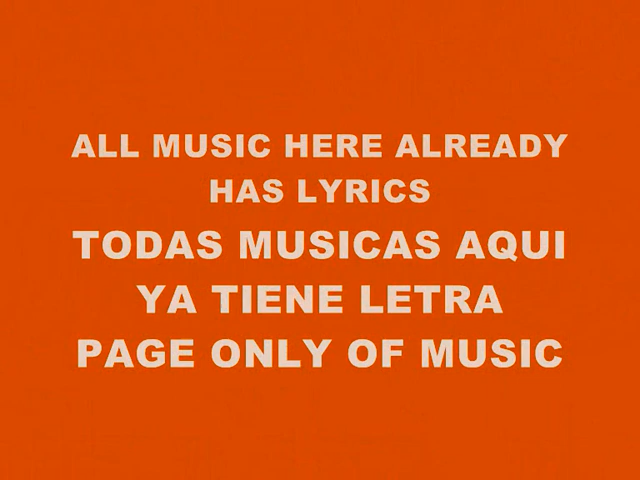 ALL MUSIC HERE ALREADY
HAS LYRICS
TODAS MUSICAS AQUI
YA TIENE LETRA
PAGE ONLY OF MUSIC